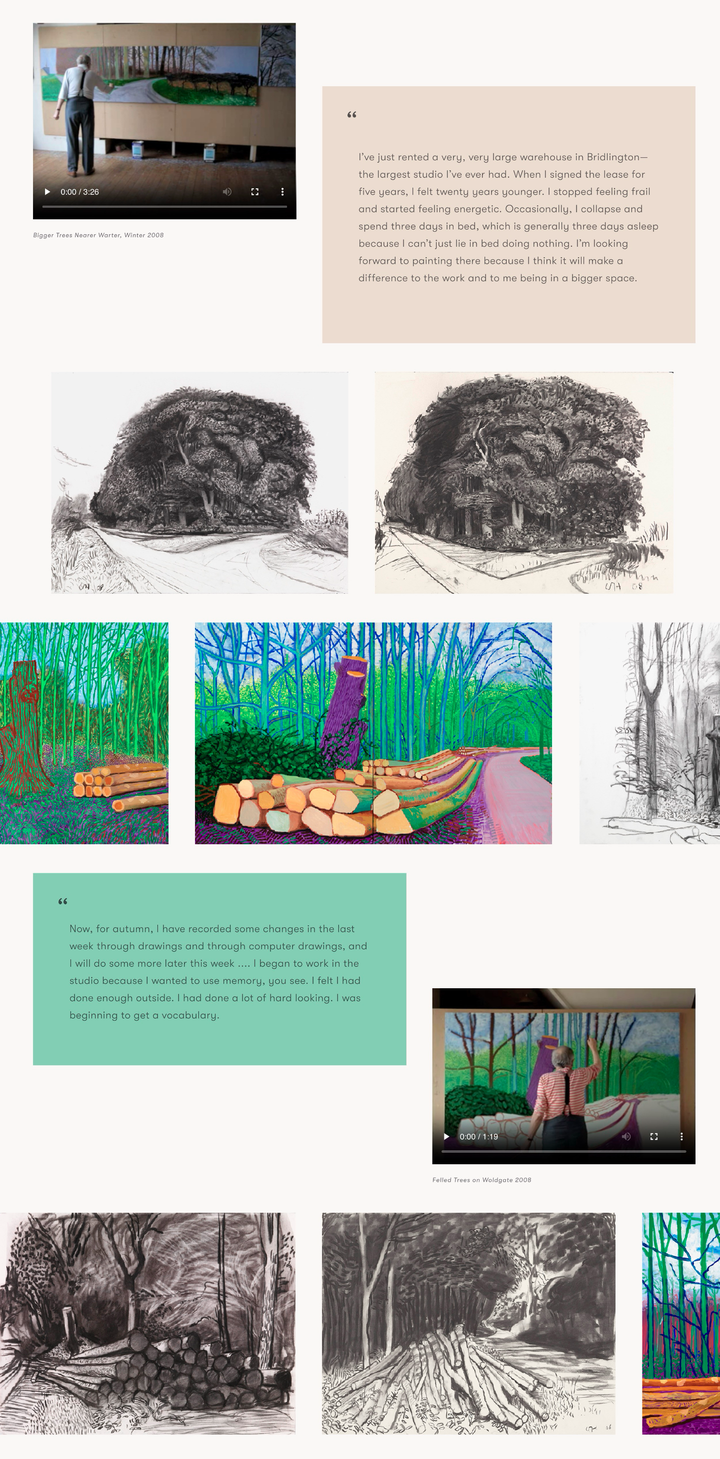 0:00 / 3:26
Bigger Trees Nearer Warter, Winter 2008
“
I’ve just rented a very, very large warehouse in Bridlington—
the largest studio I’ve ever had. When I signed the lease for
five years, I felt twenty years younger. I stopped feeling frail
and started feeling energetic. Occasionally, I collapse and
spend three days in bed, which is generally three days asleep
because I can’t just lie in bed doing nothing. I’m looking
forward to painting there because I think it will make a
difference to the work and to me being in a bigger space.
“
Now, for autumn, I have recorded some changes in the last
week through drawings and through computer drawings, and
I will do some more later this week .... I began to work in the
studio because I wanted to use memory, you see. I felt I had
done enough outside. I had done a lot of hard looking. I was
beginning to get a vocabulary.
0:00 / 1:19
Felled Trees on Woldgate 2008